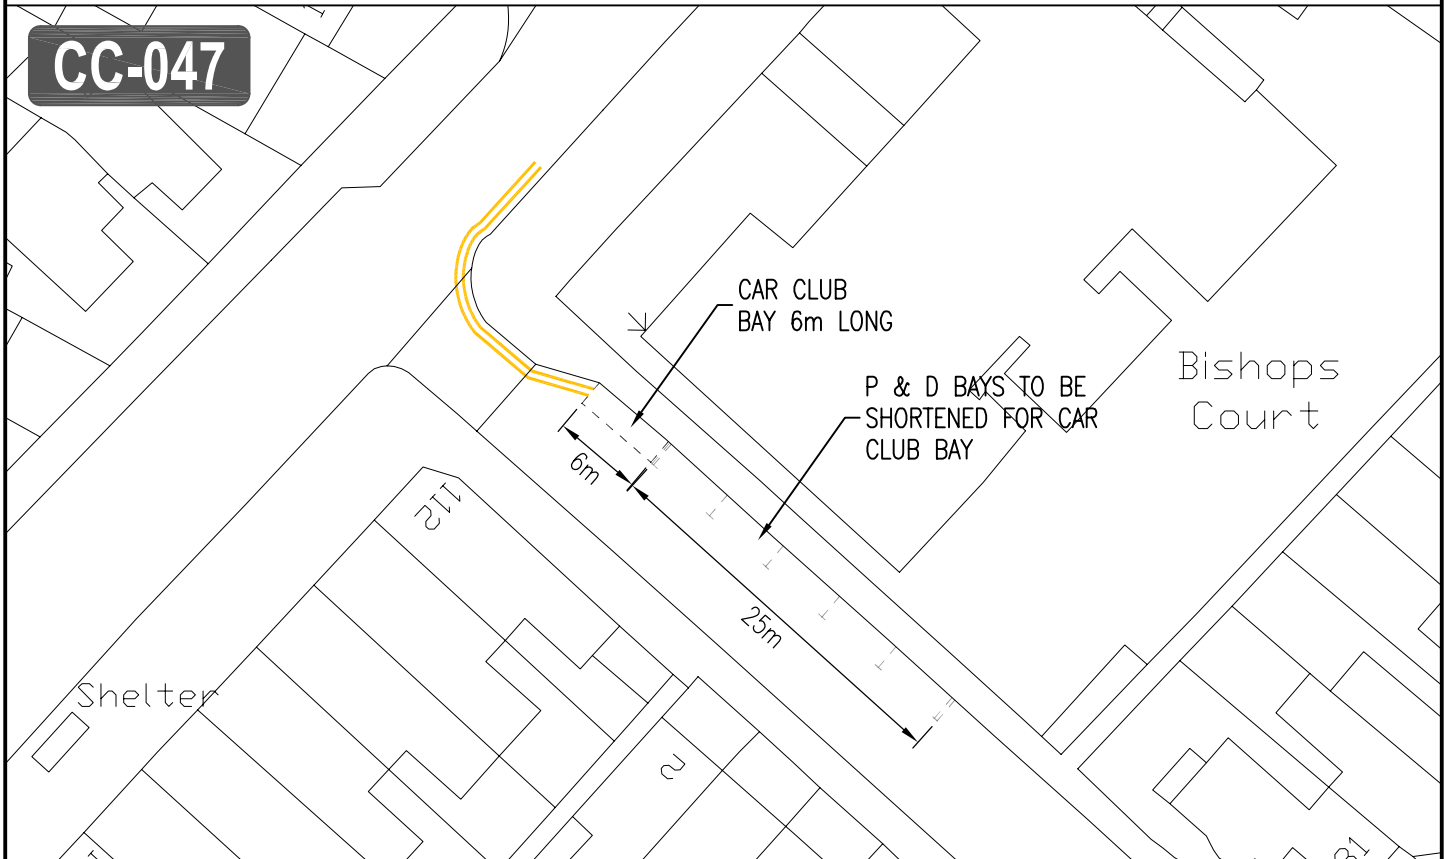 CC-047
CAR CLUB
BAY 6m LONG
P & D BAYS TO BE
SHORTENED FOR CAR
CLUB BAY
Bishops
Court
6m
112
25m
Shelter
2
81